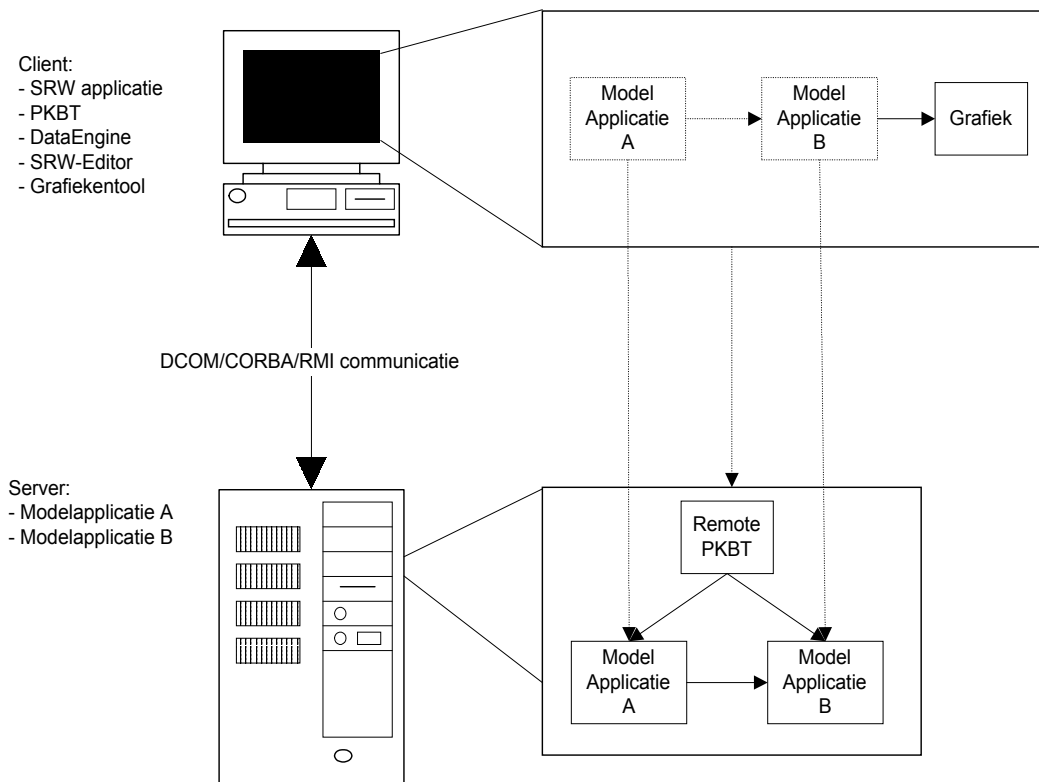 Client:
- SRW applicatie
- PKBT
- DataEngine
- SRW-Editor
- Grafiekentool
Model
Applicatie
A
Model
Applicatie
B
Grafiek
DCOM/CORBA/RMI communicatie
Server:
- Modelapplicatie A
- Modelapplicatie B
Remote
PKBT
Model
Applicatie
A
Model
Applicatie
B